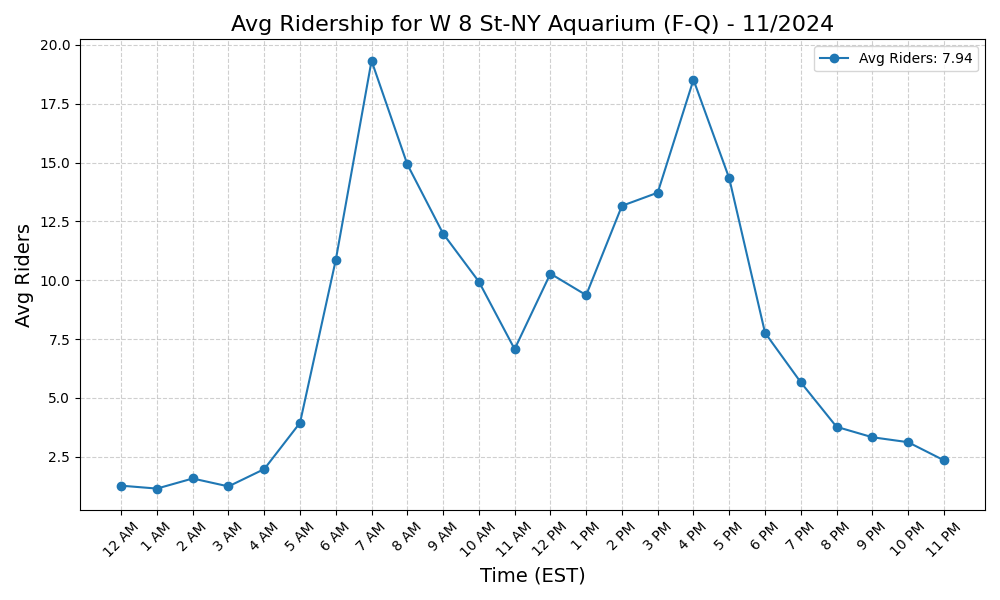 Avg Ridership for W 8 St-NY Aquarium (F-Q) - 11/2024
Avg Riders: 7.94
Avg Riders
20.0
17.5
15.0
12.5
10.0
7.5
5.0
2.5
12 AM
1 AM
2 AM
3 AM
4 AM
5 AM
6 AM
7 AM
8 AM
9 AM
10 AM
11 AM
12 PM
1 PM
2 PM
3 PM
4 PM
5 PM
6 PM
7 PM
8 PM
9 PM
10 PM
11 PM
Time (EST)